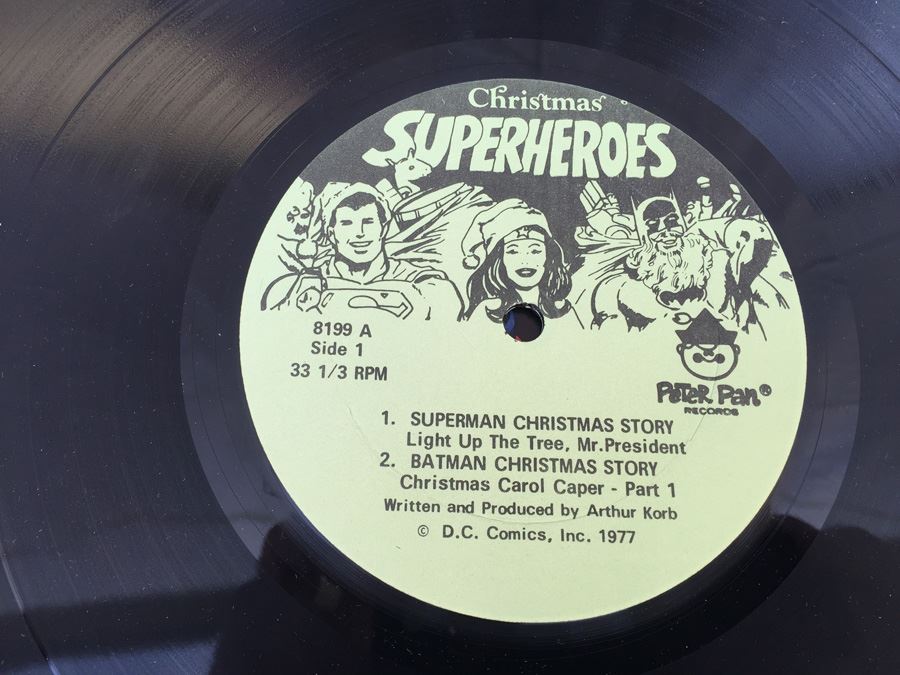 Christmas
SUPERHEROES
8199 A
Side 1
33 1/3 RPM
PETER Pan®
RECORDS
1. SUPERMAN CHRISTMAS STORY
Light Up The Tree, Mr.President
2. BATMAN CHRISTMAS STORY
Christmas Carol Caper - Part 1
Written and Produced by Arthur Korb
© D.C. Comics, Inc. 1977